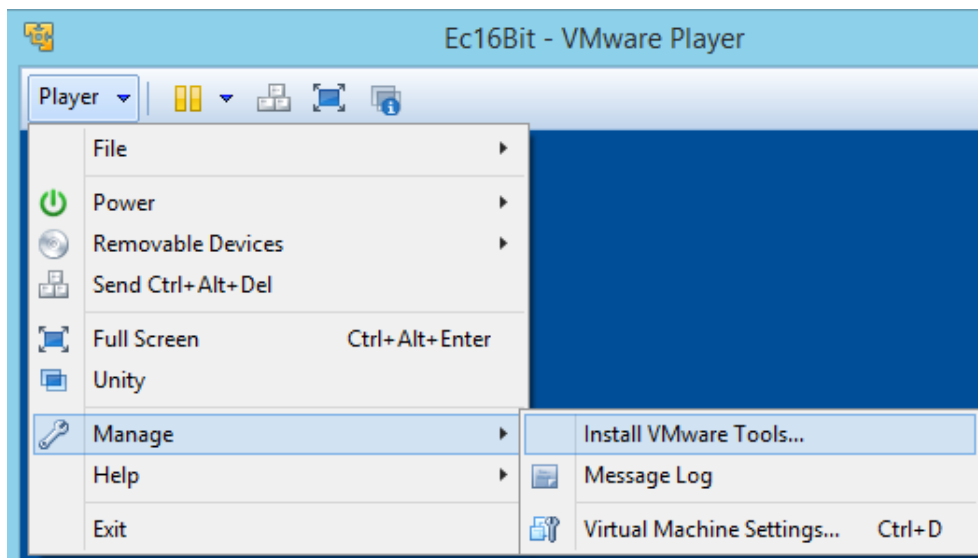 Ec16Bit - VMware Player
Player
File
Power
Removable Devices
Send Ctrl+Alt+Del
Full Screen Ctrl+Alt+Enter
Unity
Manage
Install VMware Tools...
Help
Message Log
Exit
Virtual Machine Settings... Ctrl+D